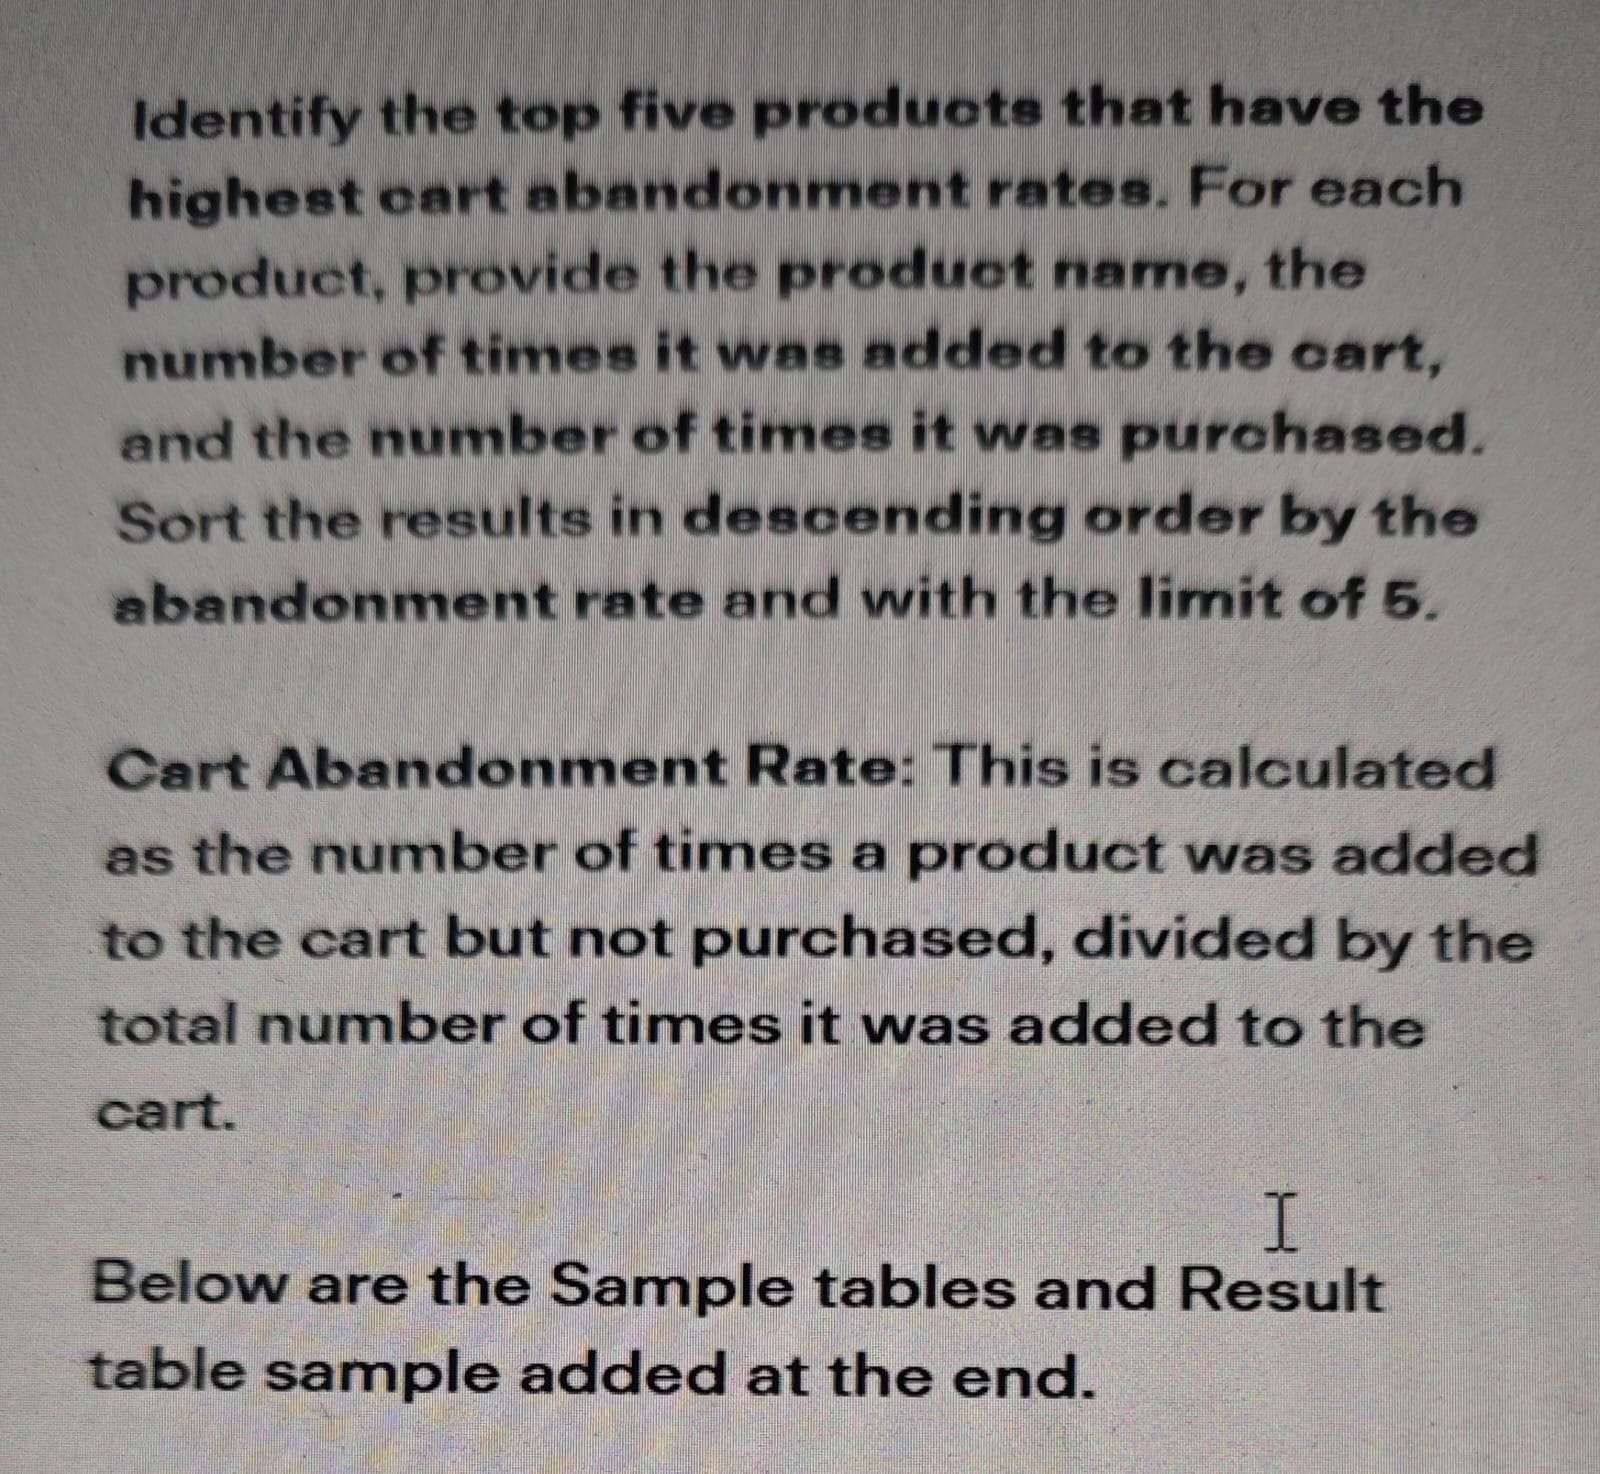 Identify the top five products that have the
highest cart abandonment rates. For each
product, provide the product name, the
number of times it was added to the cart,
and the number of times it was purchased.
Sort the results in descending order by the
abandonment rate and with the limit of 5.
Cart Abandonment Rate: This is calculated
as the number of times a product was added
to the cart but not purchased, divided by the
total number of times it was added to the
cart.
Below are the Sample tables and Result
table sample added at the end.